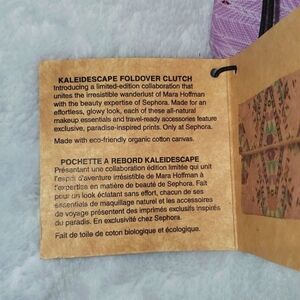 KALEIDESCAPE FOLDOVER CLUTCH
Introducing a limited-edition collaboration that
unites the irresistible wanderlust of Mara Hoffman
with the beauty expertise of Sephora. Made for an
effortless, glowy look, each of these all-natural
makeup essentials and travel-ready accessories feature
exclusive, paradise-inspired prints. Only at Sephora.
Made with eco-friendly organic cotton canvas.
POCHETTE A REBORD KALEIDESCAPE
Présentant une collaboration édition limitée qui unit
l'esprit d'aventure irrésistible de Mara Hoffman à
l'expertise en matière de beauté de Sephora. Fait
pour un look éclatant sans effort, chacun de ses
essentiels de maquillage naturel et les accessoires
de voyage présentent des imprimés exclusifs inspirés
du paradis. En exclusivité chez Sephora.
Fait de toile de coton biologique et écologique.